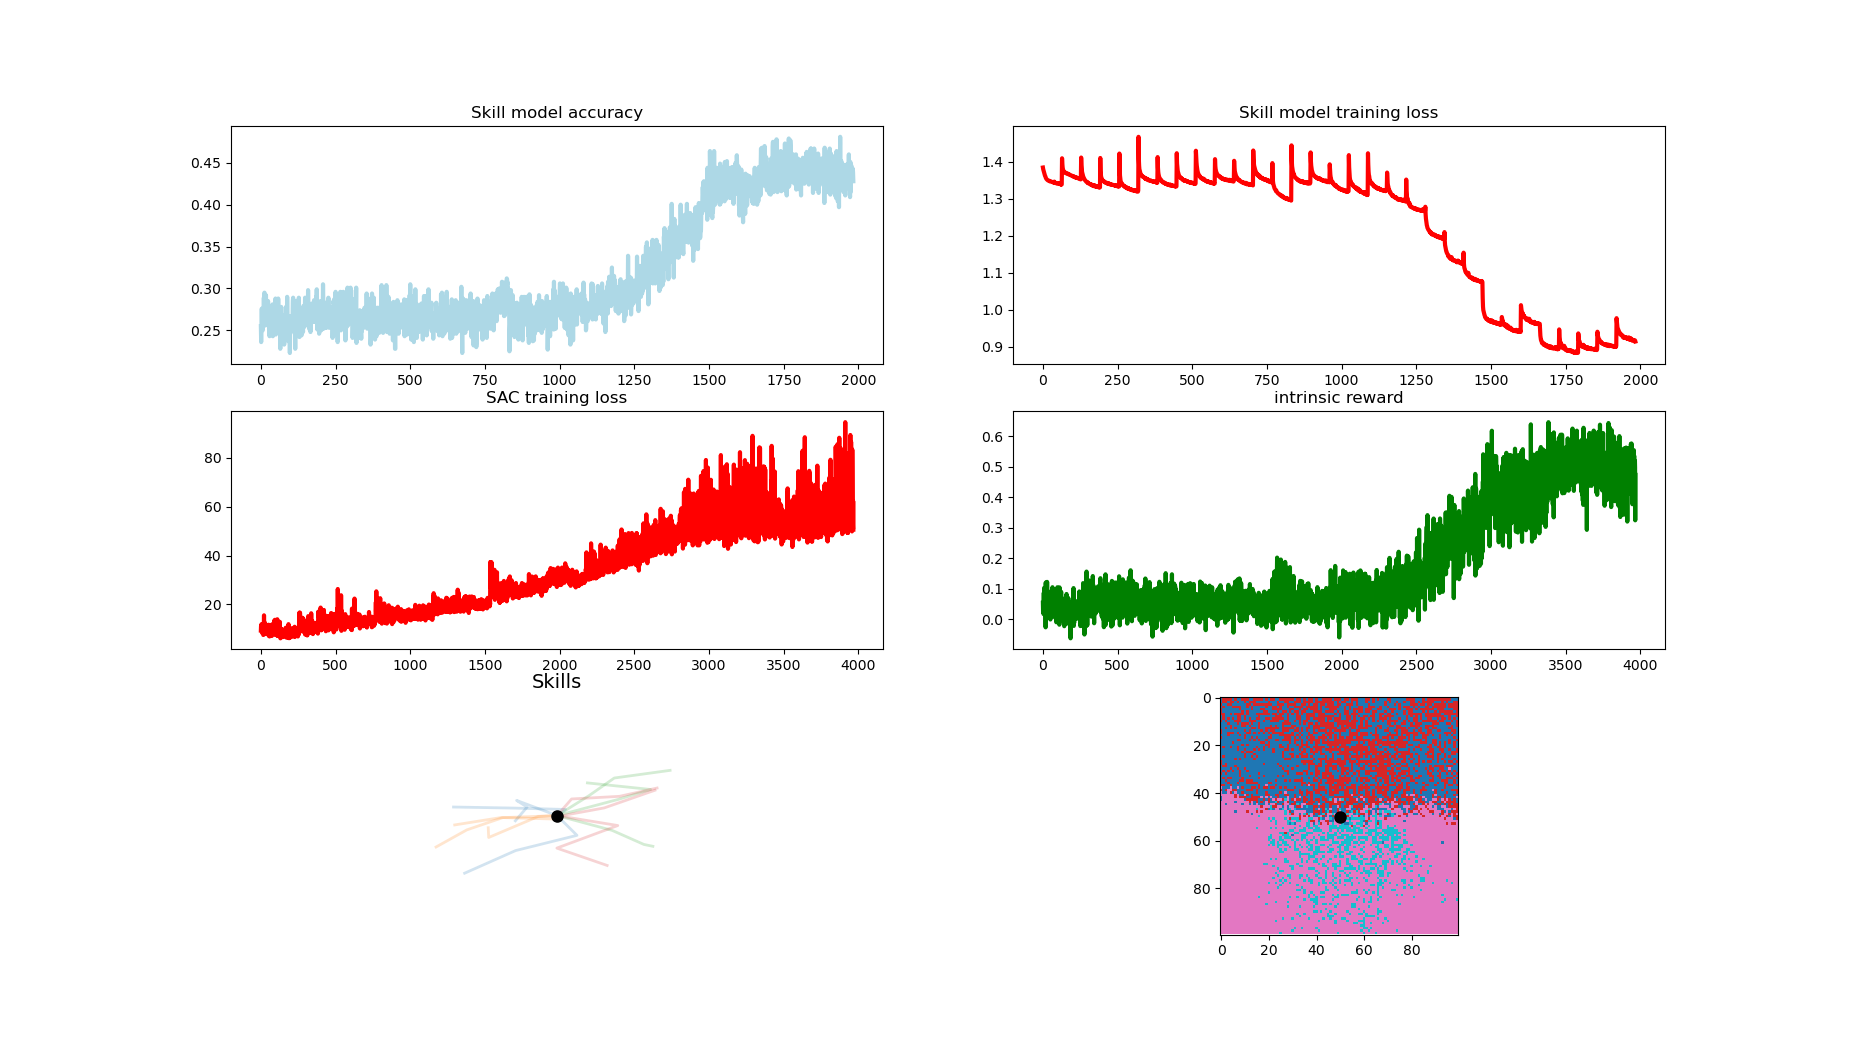 Skill model accuracy
0.45
0.40
0.35
0.30
0.25
0 250 500 750 1000 1250 1500 1750 2000
Skill model training loss
1.4
1.3
1.2
1.1
1.0
0.9
0 250 500 750 1000 1250 1500 1750 2000
SAC training loss
80
60
40
20
0 500 1000 1500 2000 2500 3000 3500 4000
intrinsic reward
0.6
0.5
0.4
0.3
0.2
0.1
0.0
0 500 1000 1500 2000 2500 3000 3500 4000
Skills
0
20
40
60
80
0 20 40 60 80